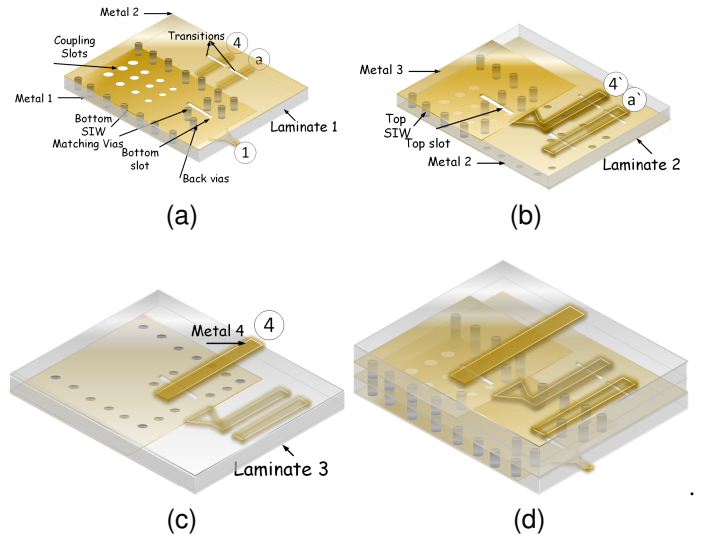 Metal 2
Transitions
4
a
Coupling
Slots
Metal 1
Bottom
SIW
Matching Vias
Bottom
slot
Back vias
1
Laminate 1
(a)
Metal 3
4`
a`
Top
SIW
Top slot
Metal 2
Laminate 2
(b)
Metal 4
4
Laminate 3
(c)
(d)
.